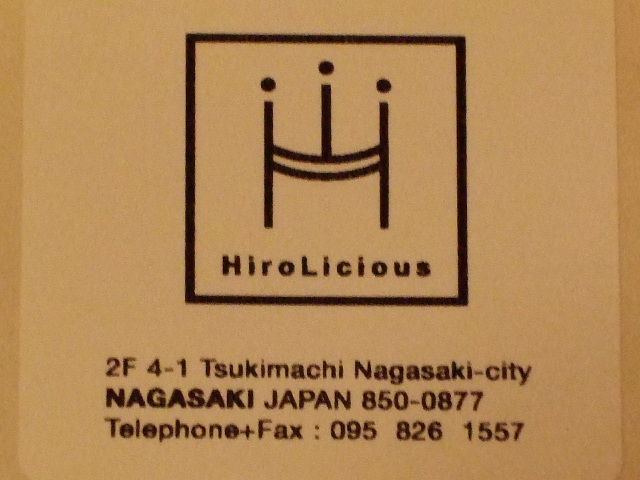 HiroLicious
2F 4-1 Tsukimachi Nagasaki-city
NAGASAKI JAPAN 850-0877
Telephone+Fax : 095 826 1557